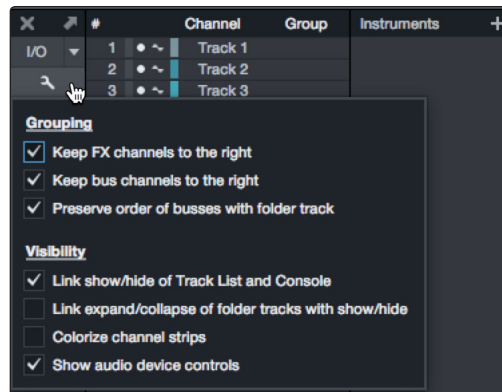 # Channel Group Instruments +
I/O 1 Track 1
2 Track 2
3 Track 3
Grouping
Keep FX channels to the right
Keep bus channels to the right
Preserve order of busses with folder track
Visibility
Link show/hide of Track List and Console
Link expand/collapse of folder tracks with show/hide
Colorize channel strips
Show audio device controls